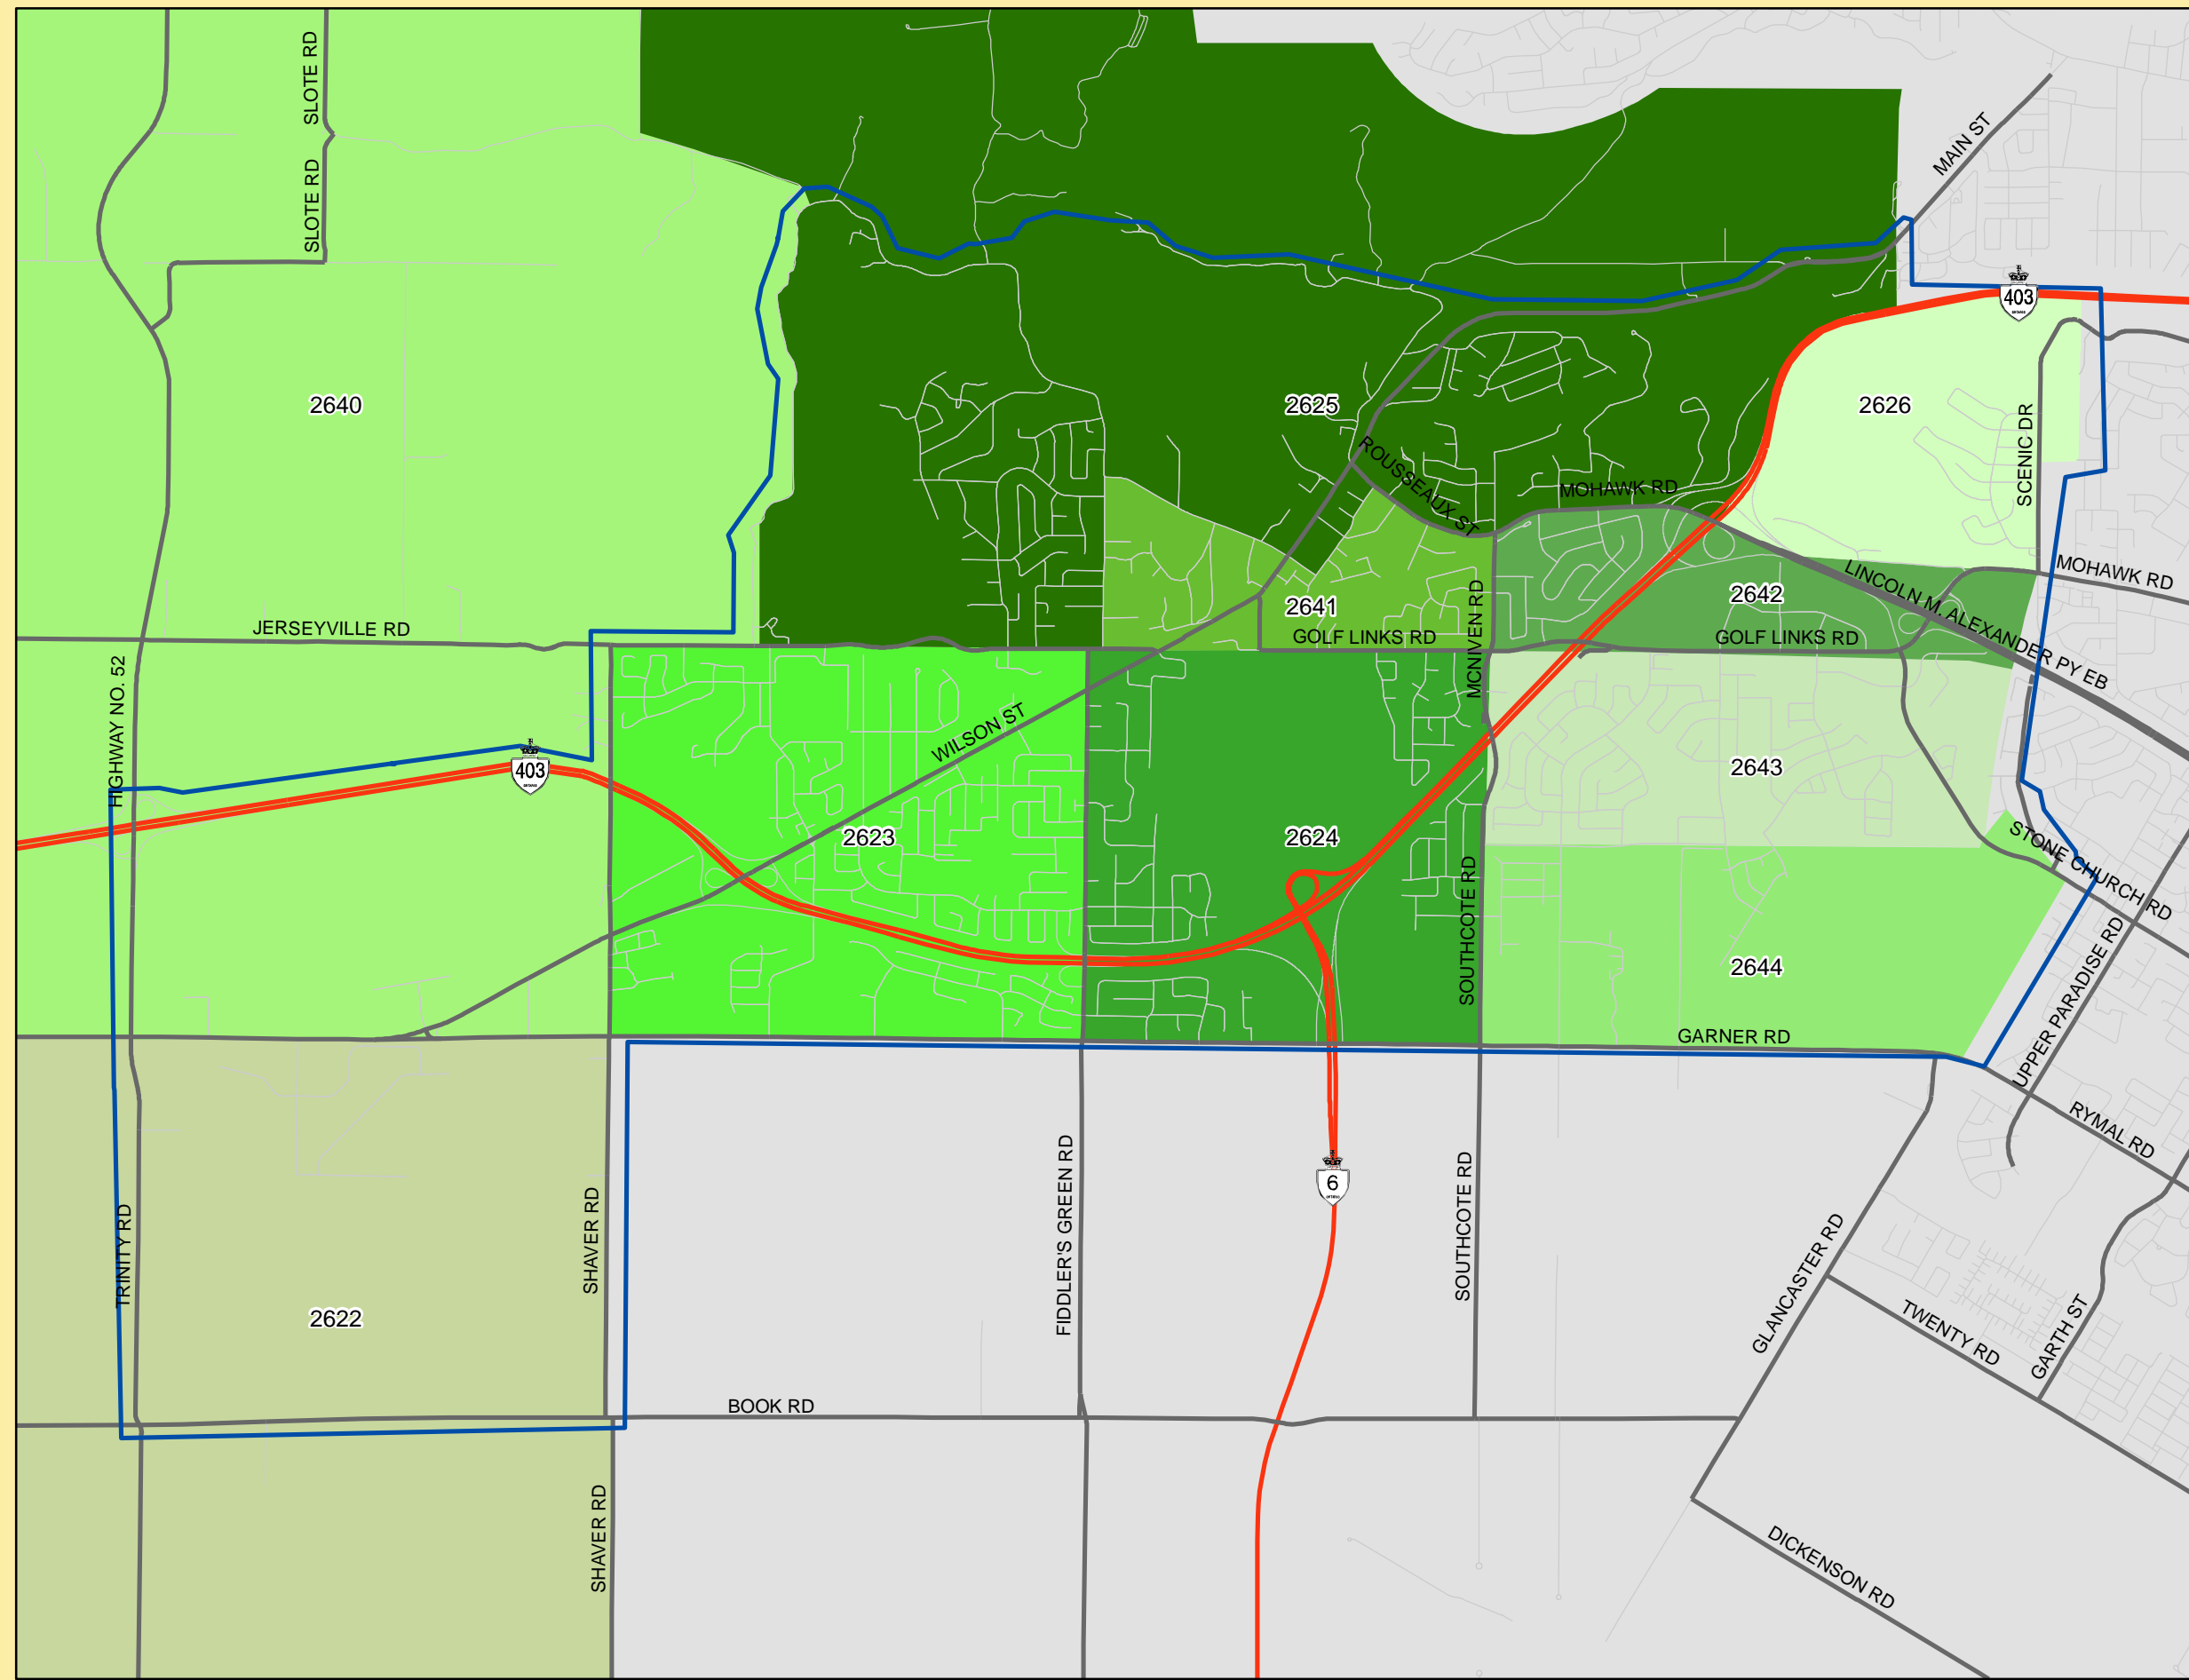 SLOTE RD
MAIN ST
SLOTE RD
403
2640
2625
2626
SCENIC DR
ROUSSEAUX ST
MOHAWK RD
MOHAWK RD
LINCOLN M. ALEXANDER PY EB
2642
2641
MCNIVEN RD
JERSEYVILLE RD
GOLF LINKS RD
GOLF LINKS RD
HIGHWAY NO. 52
WILSON ST
403
2643
2623
2624
STONE CHURCH RD
SOUTHCOTE RD
2644
UPPER PARADISE RD
GARNER RD
RYMAL RD
TRINITY RD
SHAVER RD
FIDDLER'S GREEN RD
6
SOUTHCOTE RD
GLANCASTER RD
2622
TWENTY RD
GARTH ST
BOOK RD
SHAVER RD
DICKENSON RD